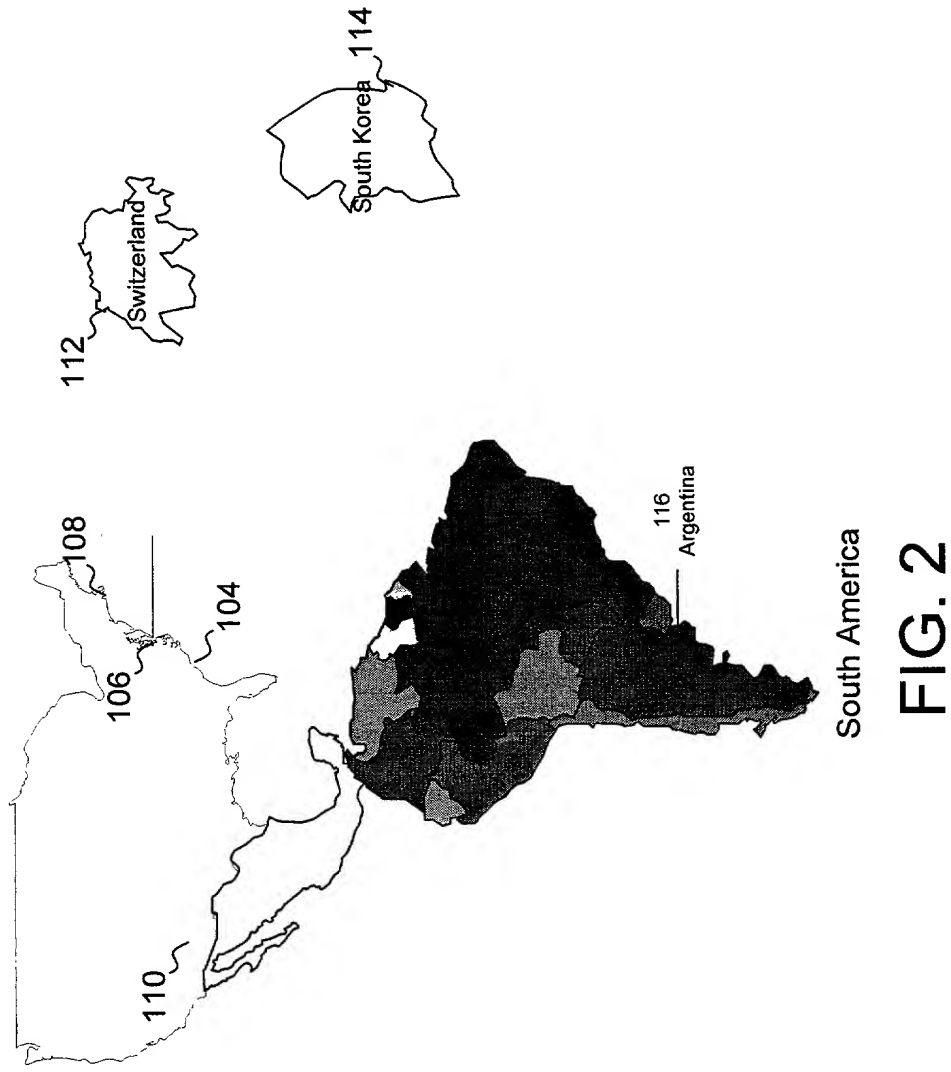 108
112
106
Switzerland
110
104
114
South Korea
116
Argentina
South America
FIG. 2